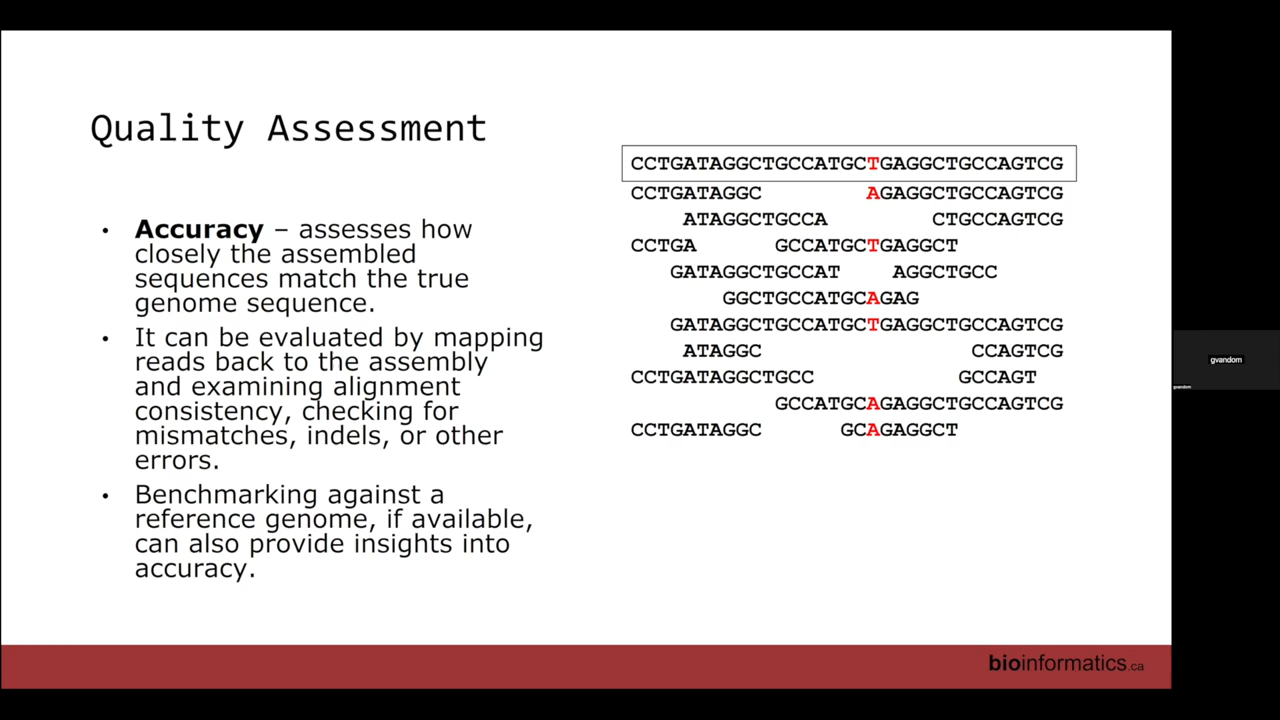 Quality Assessment
• Accuracy – assesses how
closely the assembled
sequences match the true
genome sequence.
• It can be evaluated by mapping
reads back to the assembly
and examining alignment
consistency, checking for
mismatches, indels, or other
errors.
• Benchmarking against a
reference genome, if available,
can also provide insights into
accuracy.
CCTGATAGGCTGCCATGCTGAGGCTGCCAGTCG
CCTGATAGGC AGAGGCTGCCAGTCG
ATAGGCTGCCA CTGCCAGTCG
CCTGA GCCATGCTGAGGCT
GATAGGCTGCCAT AGGCTGCC
GGCTGCCATGCAGAG
GATAGGCTGCCATGCTGAGGCTGCCAGTCG
ATAGGC CCAGTCG
CCTGATAGGCTGCC GCCAGT
GCCATGCAGAGGCTGCCAGTCG
CCTGATAGGC GCAGAGGCT
bioinformatics.ca
gvandom
gvandom